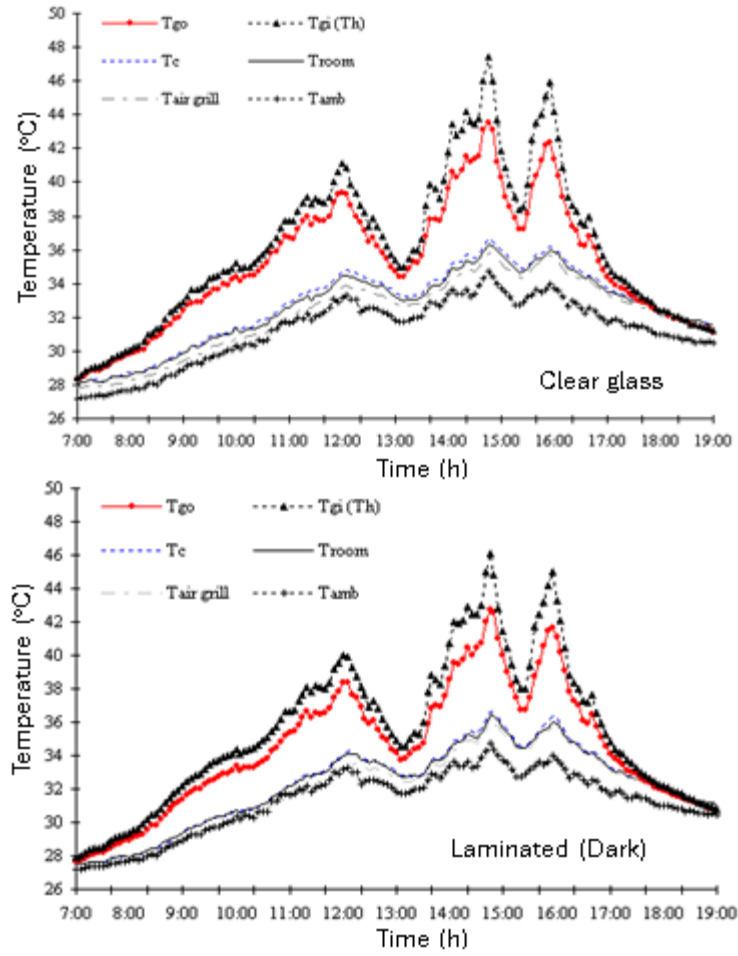 50
48
46
44
42
40
38
36
34
32
30
28
26
Temperature (°C)
Tgo
Tgi (Th)
Tc
Troom
Tair grill
Tamb
Clear glass
7:00 8:00 9:00 10:00 11:00 12:00 13:00 14:00 15:00 16:00 17:00 18:00 19:00
Time (h)
50
48
46
44
42
40
38
36
34
32
30
28
26
Temperature (°C)
Tgo
Tgi (Th)
Tc
Troom
Tair grill
Tamb
Laminated (Dark)
7:00 8:00 9:00 10:00 11:00 12:00 13:00 14:00 15:00 16:00 17:00 18:00 19:00
Time (h)